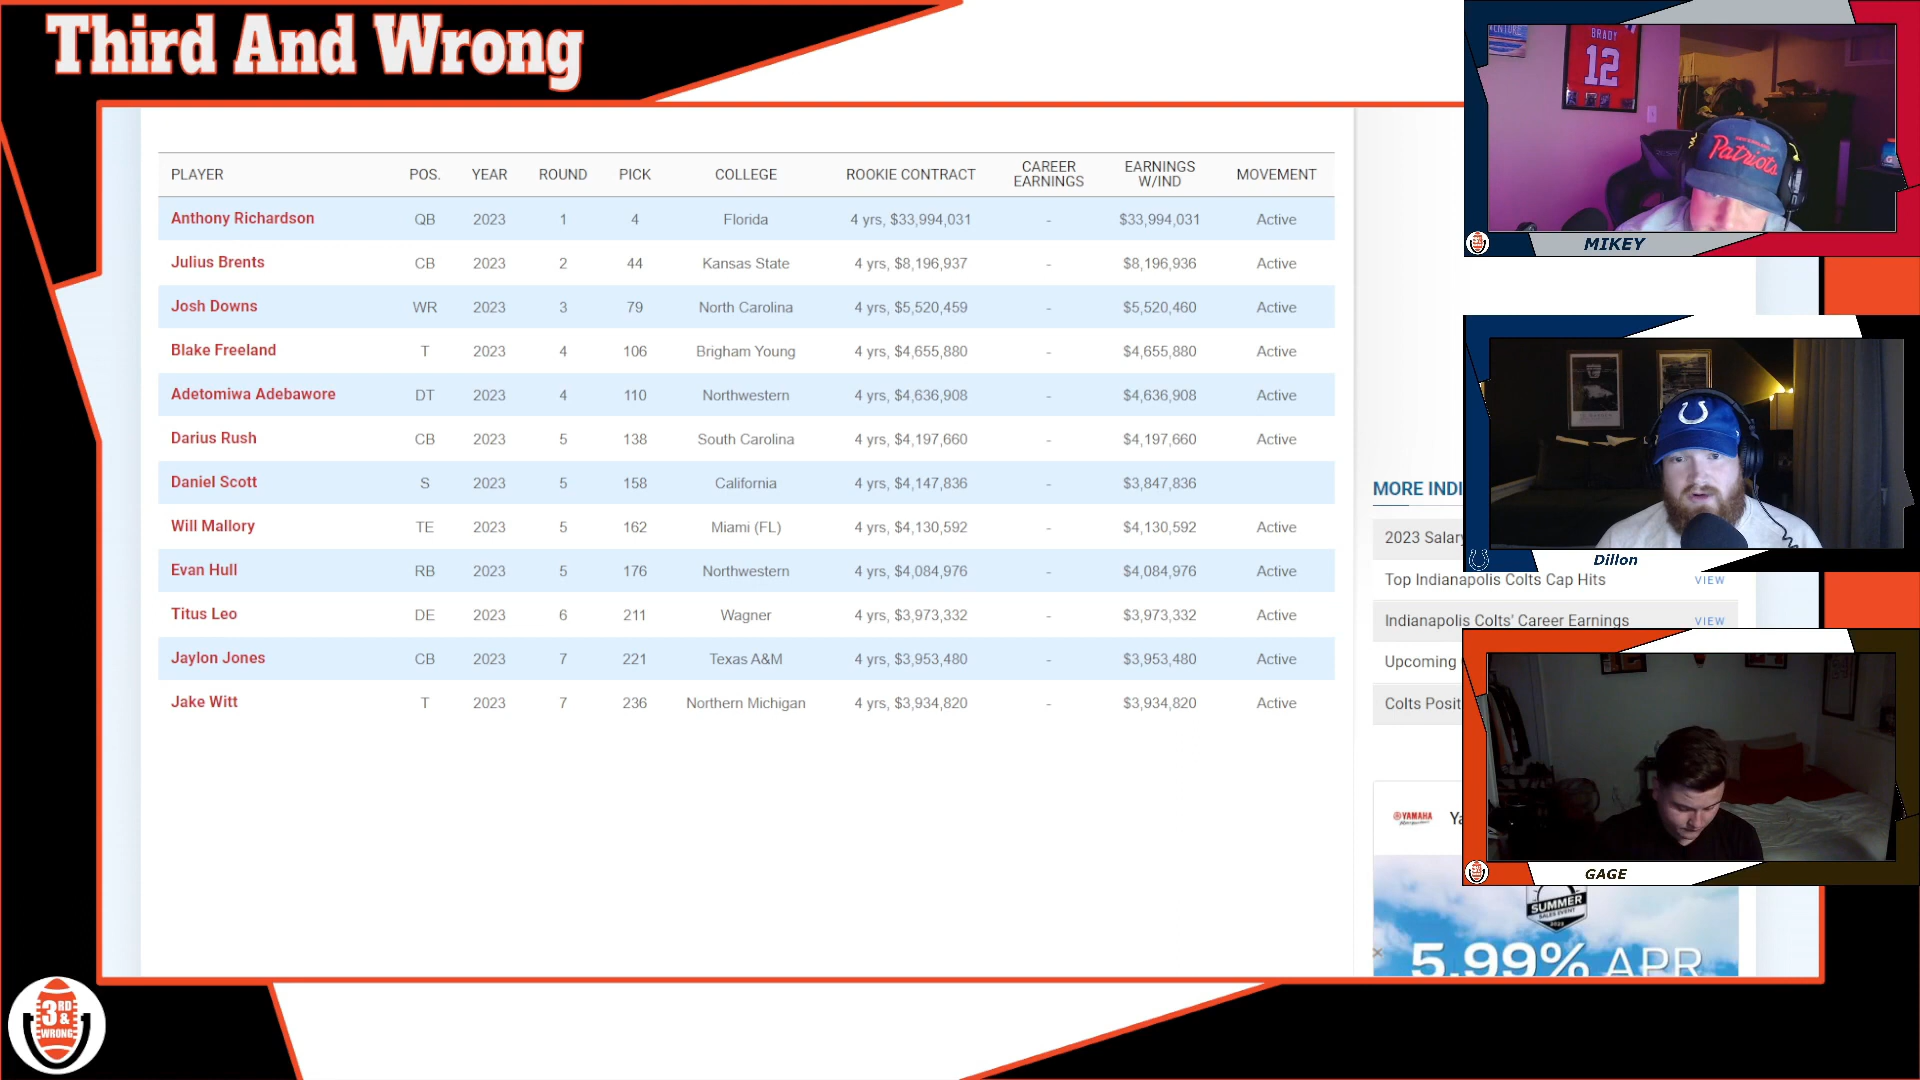 Third And Wrong
PLAYER POS. YEAR ROUND PICK COLLEGE ROOKIE CONTRACT CAREER EARNINGS EARNINGS W/IND MOVEMENT
Anthony Richardson QB 2023 1 4 Florida 4 yrs, $33,994,031 - $33,994,031 Active
Julius Brents CB 2023 2 44 Kansas State 4 yrs, $8,196,937 - $8,196,936 Active
Josh Downs WR 2023 3 79 North Carolina 4 yrs, $5,520,459 - $5,520,460 Active
Blake Freeland T 2023 4 106 Brigham Young 4 yrs, $4,655,880 - $4,655,880 Active
Adetomiwa Adebawore DT 2023 4 110 Northwestern 4 yrs, $4,636,908 - $4,636,908 Active
Darius Rush CB 2023 5 138 South Carolina 4 yrs, $4,197,660 - $4,197,660 Active
Daniel Scott S 2023 5 158 California 4 yrs, $4,147,836 - $3,847,836
Will Mallory TE 2023 5 162 Miami (FL) 4 yrs, $4,130,592 - $4,130,592 Active
Evan Hull RB 2023 5 176 Northwestern 4 yrs, $4,084,976 - $4,084,976 Active
Titus Leo DE 2023 6 211 Wagner 4 yrs, $3,973,332 - $3,973,332 Active
Jaylon Jones CB 2023 7 221 Texas A&M 4 yrs, $3,953,480 - $3,953,480 Active
Jake Witt T 2023 7 236 Northern Michigan 4 yrs, $3,934,820 - $3,934,820 Active
BRADY
12
Patriots
MIKEY
MORE INDI
2023 Salary
Dillon
Top Indianapolis Colts Cap Hits VIEW
Indianapolis Colts' Career Earnings VIEW
Upcoming
Colts Posit
YAMAHA Ya
GAGE
SUMMER
SALES EVENT
5.99% APR
3RD
&
WRONG